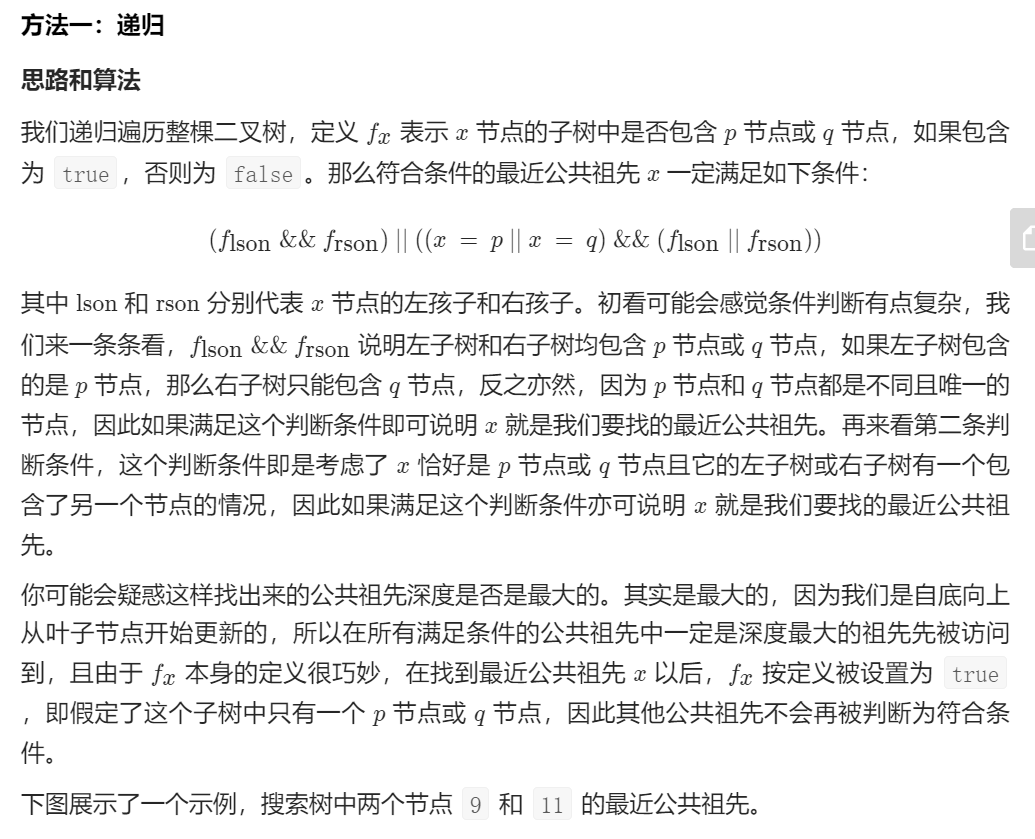 方法一：递归
思路和算法
我们递归遍历整棵二叉树，定义 fx 表示 x 节点的子树中是否包含 p 节点或 q 节点，如果包含
为 true ，否则为 false 。那么符合条件的最近公共祖先 x 一定满足如下条件：
(flson && frson) || ((x = p || x = q) && (flson || frson))
其中 lson 和 rson 分别代表 x 节点的左孩子和右孩子。初看可能会感觉条件判断有点复杂，我
们来一条条看，flson && frson 说明左子树和右子树均包含 p 节点或 q 节点，如果左子树包含
的是 p 节点，那么右子树只能包含 q 节点，反之亦然，因为 p 节点和 q 节点都是不同且唯一的
节点，因此如果满足这个判断条件即可说明 x 就是我们要找的最近公共祖先。再来看第二条判
断条件，这个判断条件即是考虑了 x 恰好是 p 节点或 q 节点且它的左子树或右子树有一个包
含了另一个节点的情况，因此如果满足这个判断条件亦可说明 x 就是我们要找的最近公共祖
先。
你可能会疑惑这样找出来的公共祖先深度是否是最大的。其实是最大的，因为我们是自底向上
从叶子节点开始更新的，所以在所有满足条件的公共祖先中一定是深度最大的祖先先被访问
到，且由于 fx 本身的定义很巧妙，在找到最近公共祖先 x 以后，fx 按定义被设置为 true
，即假定了这个子树中只有一个 p 节点或 q 节点，因此其他公共祖先不会再被判断为符合条
件。
下图展示了一个示例，搜索树中两个节点 9 和 11 的最近公共祖先。